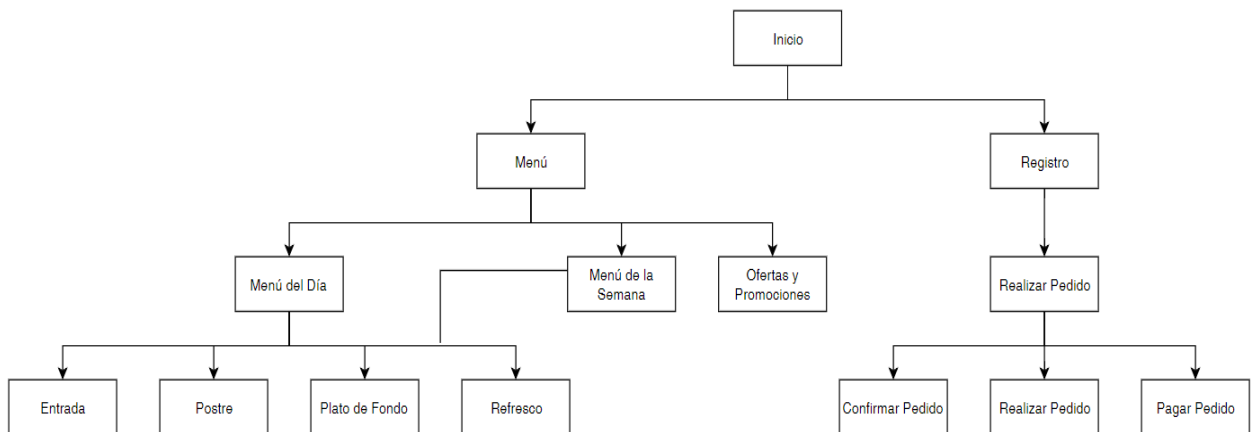 Inicio
Menú
Registro
Menú del Día
Menú de la
Semana
Ofertas y
Promociones
Realizar Pedido
Entrada
Postre
Plato de Fondo
Refresco
Confirmar Pedido
Realizar Pedido
Pagar Pedido